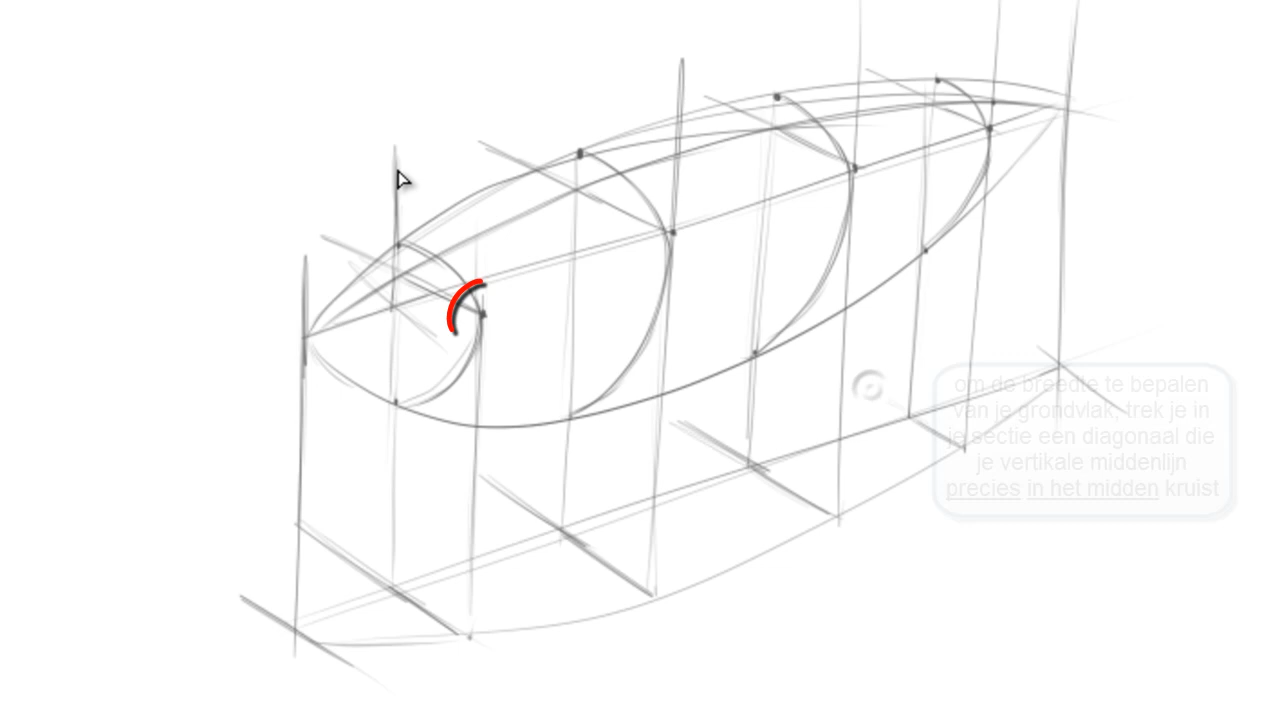 om de breedte te bepalen
van je grondvlak, trek je in
je sectie een diagonaal die
je vertikale middenlijn
precies in het midden kruist